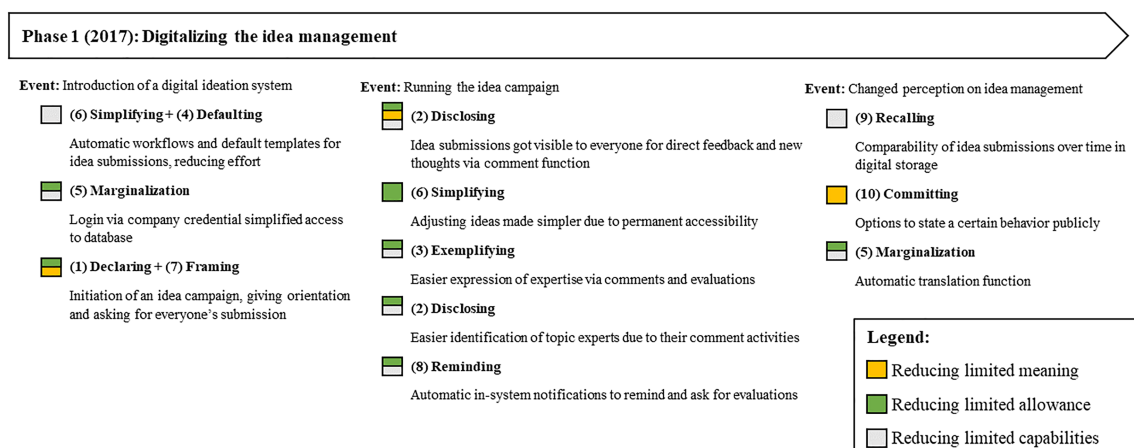 Phase 1 (2017): Digitalizing the idea management
Event: Introduction of a digital ideation system
(6) Simplifying + (4) Defaulting
Automatic workflows and default templates for
idea submissions, reducing effort
(5) Marginalization
Login via company credential simplified access
to database
(1) Declaring + (7) Framing
Initiation of an idea campaign, giving orientation
and asking for everyone's submission
Event: Running the idea campaign
(2) Disclosing
Idea submissions got visible to everyone for direct feedback and new
thoughts via comment function
(6) Simplifying
Adjusting ideas made simpler due to permanent accessibility
(3) Exemplifying
Easier expression of expertise via comments and evaluations
(2) Disclosing
Easier identification of topic experts due to their comment activities
(8) Reminding
Automatic in-system notifications to remind and ask for evaluations
Event: Changed perception on idea management
(9) Recalling
Comparability of idea submissions over time in
digital storage
(10) Committing
Options to state a certain behavior publicly
(5) Marginalization
Automatic translation function
Legend:
Reducing limited meaning
Reducing limited allowance
Reducing limited capabilities